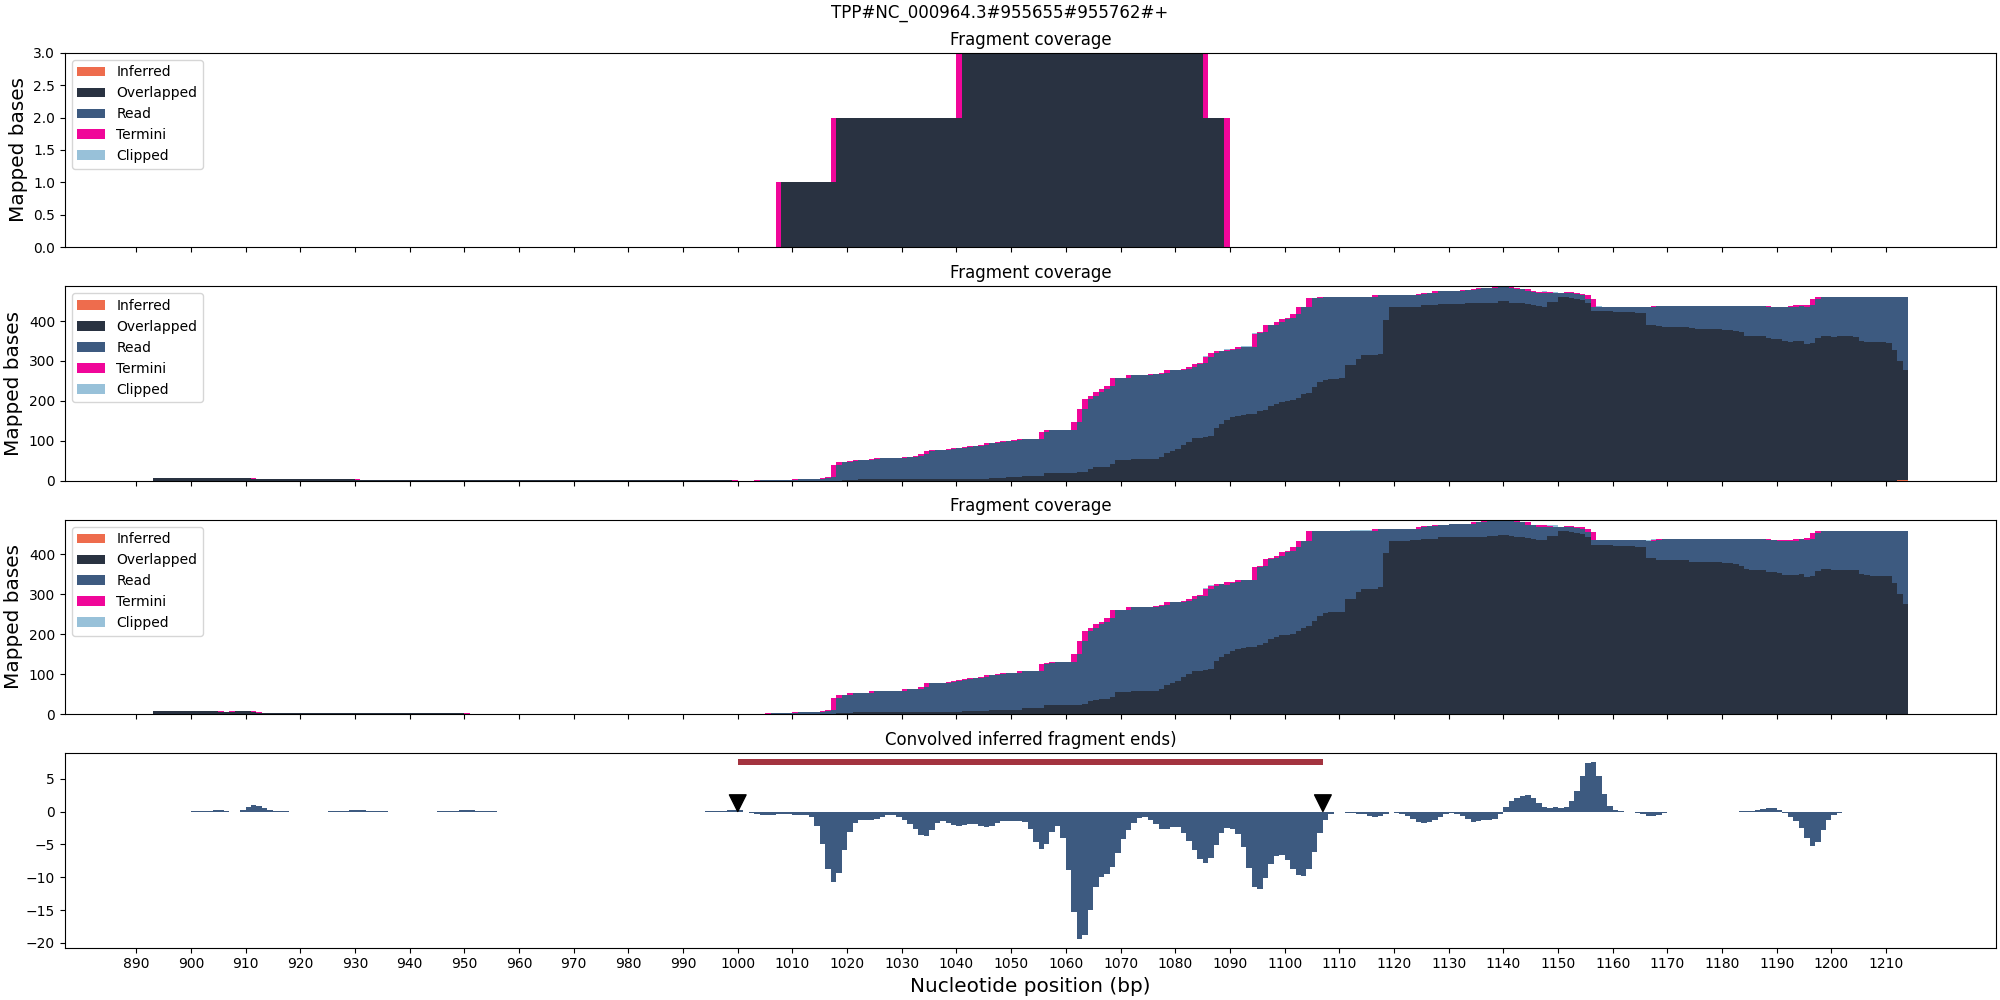 TPP#NC_000964.3#955655#955762#+
Fragment coverage
Mapped bases
3.0
2.5
2.0
1.5
1.0
0.5
0.0
Inferred
Overlapped
Read
Termini
Clipped
Fragment coverage
Mapped bases
400
300
200
100
0
Inferred
Overlapped
Read
Termini
Clipped
Fragment coverage
Mapped bases
400
300
200
100
0
Inferred
Overlapped
Read
Termini
Clipped
Convolved inferred fragment ends)
5
0
−5
−10
−15
−20
890 900 910 920 930 940 950 960 970 980 990 1000 1010 1020 1030 1040 1050 1060 1070 1080 1090 1100 1110 1120 1130 1140 1150 1160 1170 1180 1190 1200 1210
Nucleotide position (bp)